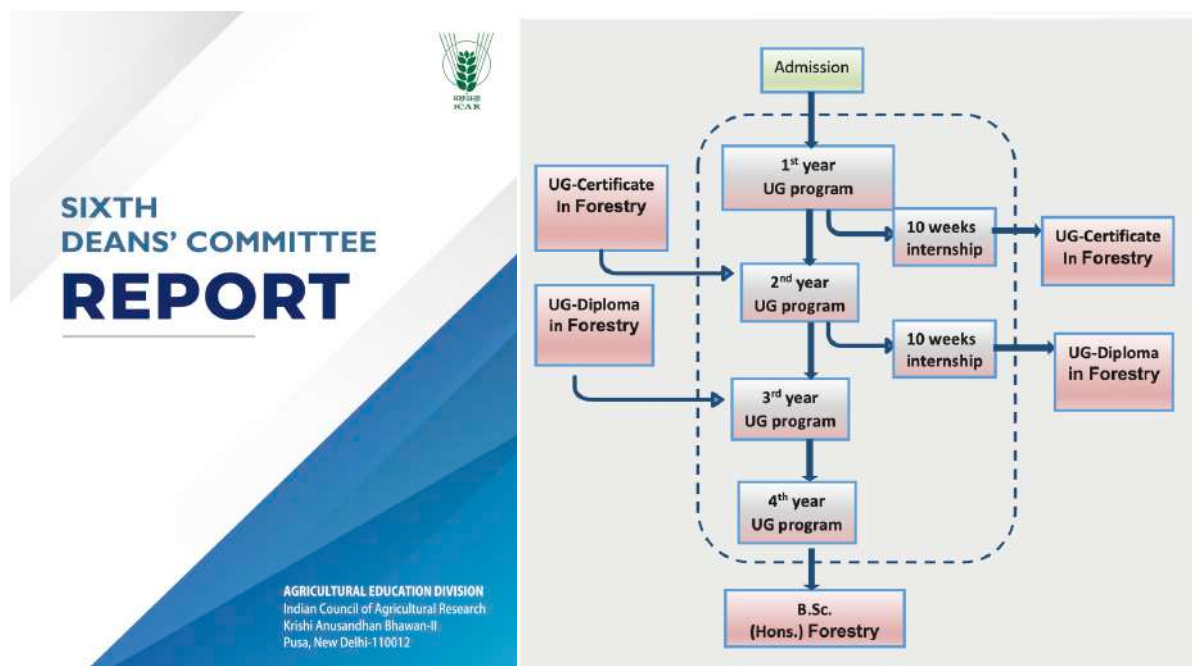 भाकृअनुप
ICAR
SIXTH
DEANS' COMMITTEE
REPORT
AGRICULTURAL EDUCATION DIVISION
Indian Council of Agricultural Research
Krishi Anusandhan Bhawan-II
Pusa, New Delhi-110012
Admission
1st year
UG program
UG-Certificate
In Forestry
10 weeks
internship
UG-Certificate
In Forestry
2nd year
UG program
UG-Diploma
in Forestry
10 weeks
internship
UG-Diploma
in Forestry
3rd year
UG program
4th year
UG program
B.Sc.
(Hons.) Forestry